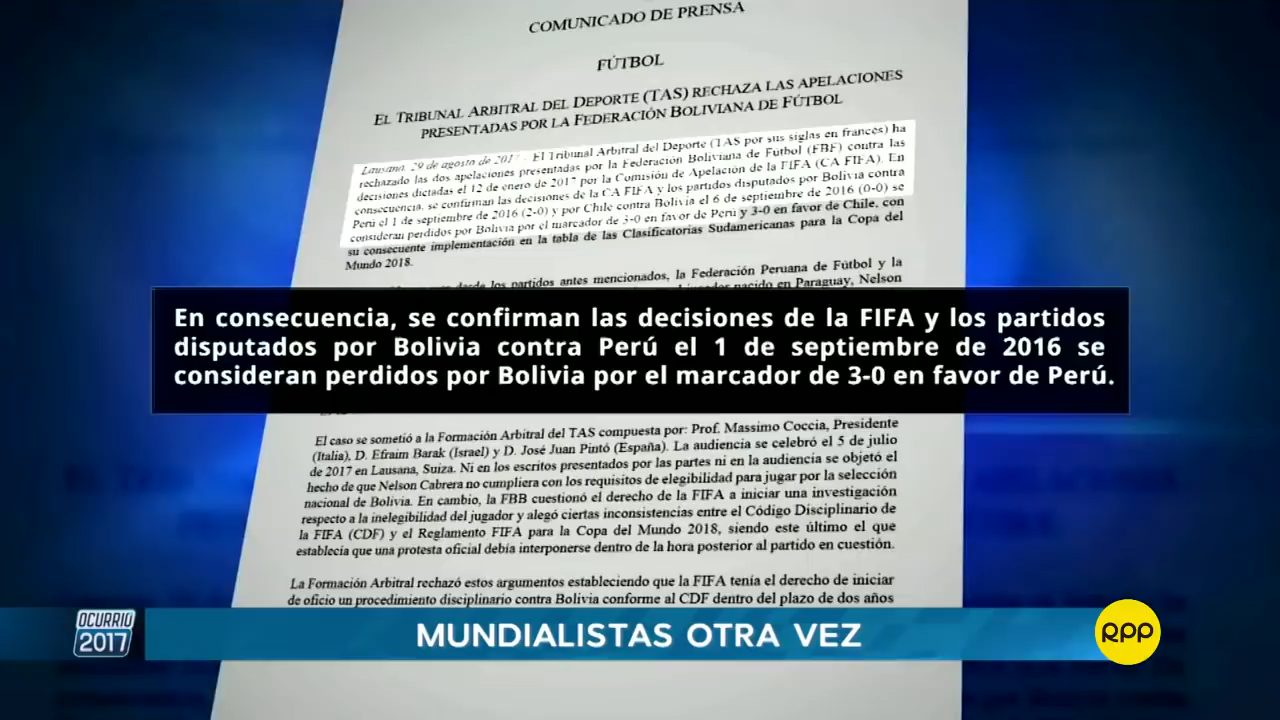 COMUNICADO DE PRENSA
FÚTBOL
EL TRIBUNAL ARBITRAL DEL DEPORTE (TAS) RECHAZA LAS APELACIONES
PRESENTADAS POR LA FEDERACIÓN BOLIVIANA DE FÚTBOL
Lausana, 29 de agosto de 2017 - El Tribunal Arbitral del Deporte (TAS por sus siglas en francés) ha
rechazado las dos apelaciones presentadas por la Federación Boliviana de Fútbol (FBF) contra las
decisiones dictadas el 12 de enero de 2017 por la Comisión de Apelación de la FIFA (CA FIFA). En
consecuencia, se confirman las decisiones de la CA FIFA y los partidos disputados por Bolivia contra
Perú el 1 de septiembre de 2016 (2-0) y por Chile contra Bolivia el 6 de septiembre de 2016 (0-0) se
consideran perdidos por Bolivia por el marcador de 3-0 en favor de Perú y 3-0 en favor de Chile, con
su consecuente implementación en la tabla de las Clasificatorias Sudamericanas para la Copa del
Mundo 2018.
los partidos antes mencionados, la Federación Peruana de Fútbol y la
nacido en Paraguay, Nelson
En consecuencia, se confirman las decisiones de la FIFA y los partidos
disputados por Bolivia contra Perú el 1 de septiembre de 2016 se
consideran perdidos por Bolivia por el marcador de 3-0 en favor de Perú.
El caso se sometió a la Formación Arbitral del TAS compuesta por: Prof. Massimo Coccia, Presidente
(Italia), D. Efraim Barak (Israel) y D. José Juan Pintó (España). La audiencia se celebró el 5 de julio
de 2017 en Lausana, Suiza. Ni en los escritos presentados por las partes ni en la audiencia se objetó el
hecho de que Nelson Cabrera no cumpliera con los requisitos de elegibilidad para jugar por la selección
nacional de Bolivia. En cambio, la FBB cuestionó el derecho de la FIFA a iniciar una investigación
respecto a la inelegibilidad del jugador y alegó ciertas inconsistencias entre el Código Disciplinario de
la FIFA (CDF) y el Reglamento FIFA para la Copa del Mundo 2018, siendo este último el que
establecía que una protesta oficial debía interponerse dentro de la hora posterior al partido en cuestión.
La Formación Arbitral rechazó estos argumentos estableciendo que la FIFA tenía el derecho de iniciar
de oficio un procedimiento disciplinario contra Bolivia conforme al CDF dentro del plazo de dos años
OCURRIÓ
2017
MUNDIALISTAS OTRA VEZ
RPP